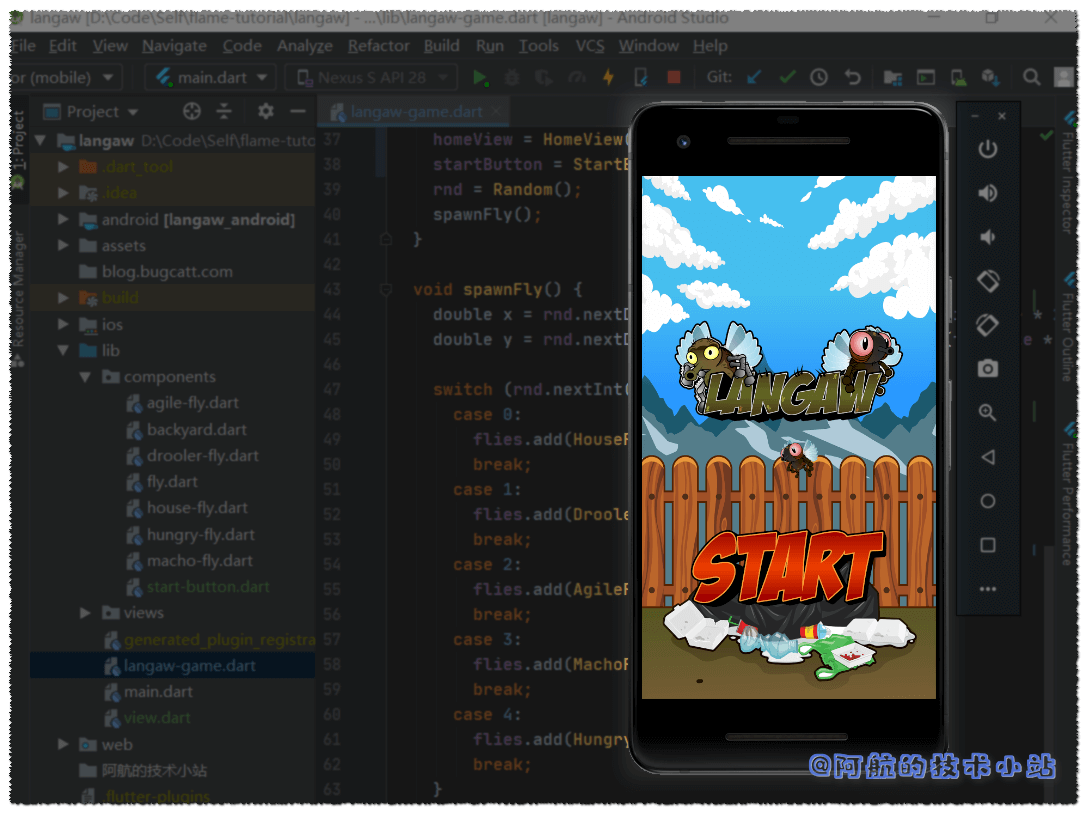 langaw [D:\Code\Self\flame-tutorial\langaw] - ...\lib\langaw-game.dart [langaw] - Android Studio
File Edit View Navigate Code Analyze Refactor Build Run Tools VCS Window Help
or (mobile) main.dart Nexus S API 28 Git:
Project
langaw-game.dart
1: Project
Resource Manager
langaw D:\Code\Self\flame-tuto
.dart_tool
.idea
android [langaw_android]
assets
blog.bugcatt.com
build
ios
lib
components
agile-fly.dart
backyard.dart
drooler-fly.dart
fly.dart
house-fly.dart
hungry-fly.dart
macho-fly.dart
start-button.dart
views
generated_plugin_registra
langaw-game.dart
main.dart
view.dart
web
阿航的技术小站
.flutter-plugins
37 homeView = HomeView(
38 startButton = StartB
39 rnd = Random();
40 spawnFly();
41 }
42
43 void spawnFly() {
44 double x = rnd.nextD
45 double y = rnd.nextD
46
47 switch (rnd.nextInt(
48 case 0:
49 flies.add(HouseF
50 break;
51 case 1:
52 flies.add(Droole
53 break;
54 case 2:
55 flies.add(AgileF
56 break;
57 case 3:
58 flies.add(MachoF
59 break;
60 case 4:
61 flies.add(Hungry
62 break;
63 }
LANGAW
START
Flutter Inspector
Flutter Outline
Flutter Performance
@阿航的技术小站